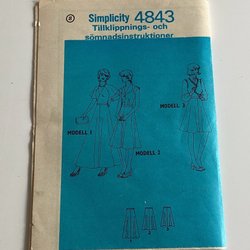 Simplicity 4843
Tillklippnings- och
sömnadsinstruktioner
MODELL 3
MODELL 1
MODELL 2